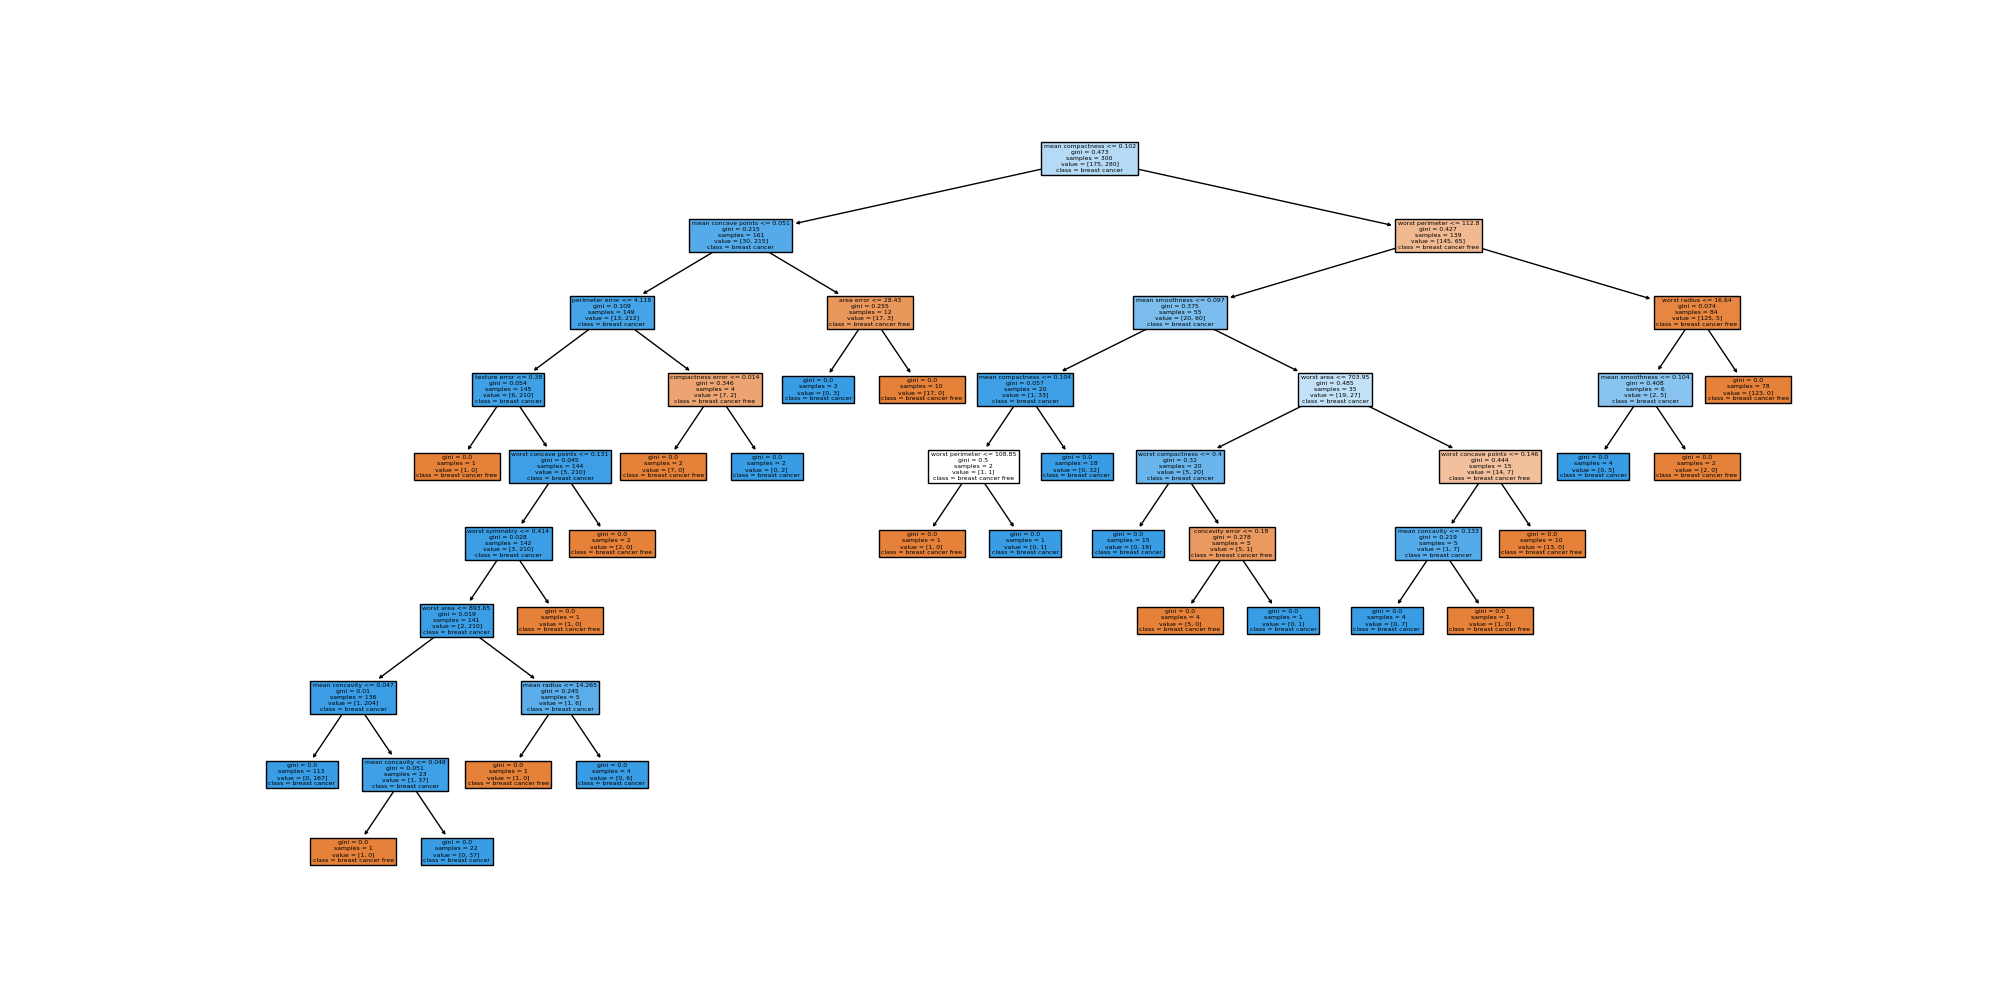 mean compactness <= 0.102
gini = 0.473
samples = 300
value = [175, 280]
class = breast cancer
mean concave points <= 0.051
gini = 0.215
samples = 161
value = [30, 215]
class = breast cancer
worst perimeter <= 112.8
gini = 0.427
samples = 139
value = [145, 65]
class = breast cancer free
perimeter error <= 4.118
gini = 0.109
samples = 149
value = [13, 212]
class = breast cancer
area error <= 28.43
gini = 0.255
samples = 12
value = [17, 3]
class = breast cancer free
mean smoothness <= 0.097
gini = 0.375
samples = 55
value = [20, 60]
class = breast cancer
worst radius <= 16.64
gini = 0.074
samples = 84
value = [125, 5]
class = breast cancer free
texture error <= 0.38
gini = 0.054
samples = 145
value = [6, 210]
class = breast cancer
compactness error <= 0.014
gini = 0.346
samples = 4
value = [7, 2]
class = breast cancer free
gini = 0.0
samples = 2
value = [0, 3]
class = breast cancer
gini = 0.0
samples = 10
value = [17, 0]
class = breast cancer free
mean compactness <= 0.104
gini = 0.057
samples = 20
value = [1, 33]
class = breast cancer
worst area <= 703.95
gini = 0.485
samples = 35
value = [19, 27]
class = breast cancer
mean smoothness <= 0.104
gini = 0.408
samples = 6
value = [2, 5]
class = breast cancer
gini = 0.0
samples = 78
value = [123, 0]
class = breast cancer free
gini = 0.0
samples = 1
value = [1, 0]
class = breast cancer free
worst concave points <= 0.131
gini = 0.045
samples = 144
value = [5, 210]
class = breast cancer
gini = 0.0
samples = 2
value = [7, 0]
class = breast cancer free
gini = 0.0
samples = 2
value = [0, 2]
class = breast cancer
worst perimeter <= 108.85
gini = 0.5
samples = 2
value = [1, 1]
class = breast cancer free
gini = 0.0
samples = 18
value = [0, 32]
class = breast cancer
worst compactness <= 0.4
gini = 0.32
samples = 20
value = [5, 20]
class = breast cancer
worst concave points <= 0.146
gini = 0.444
samples = 15
value = [14, 7]
class = breast cancer free
gini = 0.0
samples = 4
value = [0, 5]
class = breast cancer
gini = 0.0
samples = 2
value = [2, 0]
class = breast cancer free
worst symmetry <= 0.414
gini = 0.028
samples = 142
value = [3, 210]
class = breast cancer
gini = 0.0
samples = 2
value = [2, 0]
class = breast cancer free
gini = 0.0
samples = 1
value = [1, 0]
class = breast cancer free
gini = 0.0
samples = 1
value = [0, 1]
class = breast cancer
gini = 0.0
samples = 15
value = [0, 19]
class = breast cancer
concavity error <= 0.18
gini = 0.278
samples = 5
value = [5, 1]
class = breast cancer free
mean concavity <= 0.133
gini = 0.219
samples = 5
value = [1, 7]
class = breast cancer
gini = 0.0
samples = 10
value = [13, 0]
class = breast cancer free
worst area <= 893.65
gini = 0.019
samples = 141
value = [2, 210]
class = breast cancer
gini = 0.0
samples = 1
value = [1, 0]
class = breast cancer free
gini = 0.0
samples = 4
value = [5, 0]
class = breast cancer free
gini = 0.0
samples = 1
value = [0, 1]
class = breast cancer
gini = 0.0
samples = 4
value = [0, 7]
class = breast cancer
gini = 0.0
samples = 1
value = [1, 0]
class = breast cancer free
mean concavity <= 0.047
gini = 0.01
samples = 136
value = [1, 204]
class = breast cancer
mean radius <= 14.265
gini = 0.245
samples = 5
value = [1, 6]
class = breast cancer
gini = 0.0
samples = 113
value = [0, 167]
class = breast cancer
mean concavity <= 0.048
gini = 0.051
samples = 23
value = [1, 37]
class = breast cancer
gini = 0.0
samples = 1
value = [1, 0]
class = breast cancer free
gini = 0.0
samples = 4
value = [0, 6]
class = breast cancer
gini = 0.0
samples = 1
value = [1, 0]
class = breast cancer free
gini = 0.0
samples = 22
value = [0, 37]
class = breast cancer